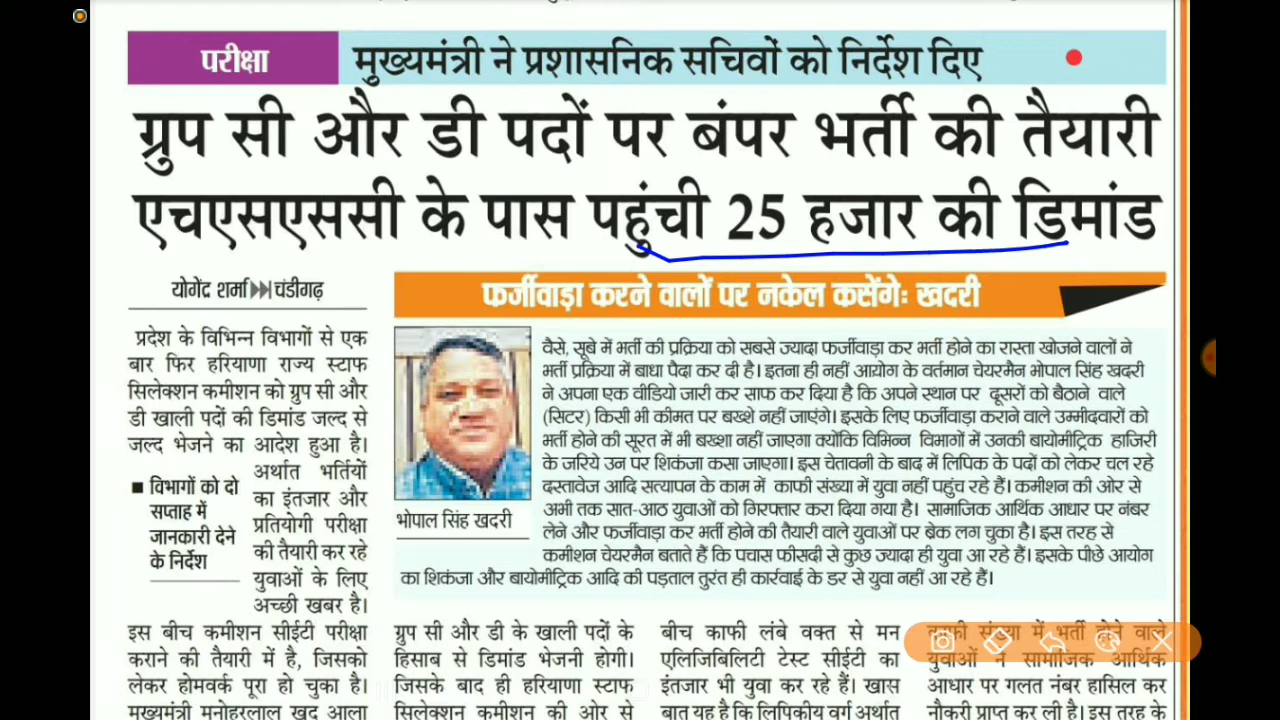 परीक्षा
मुख्यमंत्री ने प्रशासनिक सचिवों को निर्देश दिए
ग्रुप सी और डी पदों पर बंपर भर्ती की तैयारी
एचएसएससी के पास पहुंची 25 हजार की डिमांड
योगेंद्र शर्मा चंडीगढ़
प्रदेश के विभिन्न विभागों से एक
बार फिर हरियाणा राज्य स्टाफ
सिलेक्शन कमीशन को ग्रुप सी और
डी खाली पदों की डिमांड जल्द से
जल्द भेजने का आदेश हुआ है।
अर्थात भर्तियों
का इंतजार और
प्रतियोगी परीक्षा
की तैयारी कर रहे
युवाओं के लिए
अच्छी खबर है।
■ विभागों को दो
सप्ताह में
जानकारी देने
के निर्देश
इस बीच कमीशन सीईटी परीक्षा
कराने की तैयारी में है, जिसको
लेकर होमवर्क पूरा हो चुका है।
मुख्यमंत्री मनोहरलाल खुद आला
फर्जीवाड़ा करने वालों पर नकेल कसेंगेः खदरी
भोपाल सिंह खदरी
वैसे, सूबे में भर्ती की प्रक्रिया को सबसे ज्यादा फर्जीवाड़ा कर भर्ती होने का रास्ता खोजने वालों ने
भर्ती प्रक्रिया में बाधा पैदा कर दी है। इतना ही नहीं आयोग के वर्तमान चेयरमैन भोपाल सिंह खदरी
ने अपना एक वीडियो जारी कर साफ कर दिया है कि अपने स्थान पर दूसरों को बैठाने वाले
(सिटर) किसी भी कीमत पर बख्शे नहीं जाएंगे। इसके लिए फर्जीवाड़ा कराने वाले उम्मीदवारों को
भर्ती होने की सूरत में भी बख्शा नहीं जाएगा क्योंकि विभिन्न विभागों में उनकी बायोमीट्रिक हाजिरी
के जरिये उन पर शिकंजा कसा जाएगा। इस चेतावनी के बाद में लिपिक के पदों को लेकर चल रहे
दस्तावेज आदि सत्यापन के काम में काफी संख्या में युवा नहीं पहुंच रहे हैं। कमीशन की ओर से
अभी तक सात-आठ युवाओं को गिरफ्तार करा दिया गया है। सामाजिक आर्थिक आधार पर नंबर
लेने और फर्जीवाड़ा कर भर्ती होने की तैयारी वाले युवाओं पर ब्रेक लग चुका है। इस तरह से
कमीशन चेयरमैन बताते हैं कि पचास फीसदी से कुछ ज्यादा ही युवा आ रहे हैं। इसके पीछे आयोग
का शिकंजा और बायोमीट्रिक आदि की पड़ताल तुरंत ही कार्रवाई के डर से युवा नहीं आ रहे हैं।
ग्रुप सी और डी के खाली पदों के
हिसाब से डिमांड भेजनी होगी।
जिसके बाद ही हरियाणा स्टाफ
सिलेक्शन कमीशन की ओर से
बीच काफी लंबे वक्त से मन
एलिजिबिलिटी टेस्ट सीईटी का
इंतजार भी युवा कर रहे हैं। खास
बात यह है कि लिपिकीय वर्ग अर्थात
काफी संख्या में भर्ती होने वाले
युवाओं ने सामाजिक आर्थिक
आधार पर गलत नंबर हासिल कर
नौकरी प्राप्त कर ली है। इस तरह के